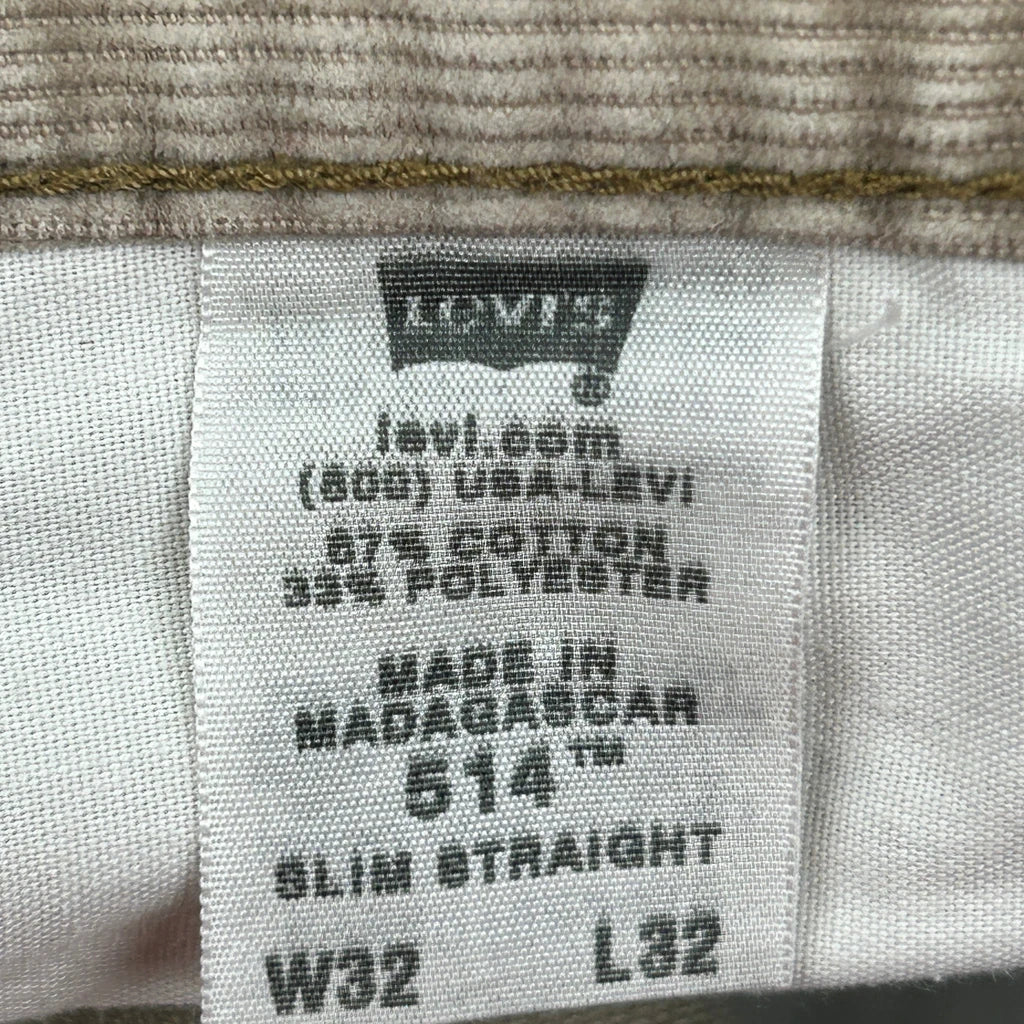 LEVI'S
®
levi.com
(800) USA-LEVI
67% COTTON
33% POLYESTER
MADE IN
MADAGASCAR
514™
SLIM STRAIGHT
W32 L32